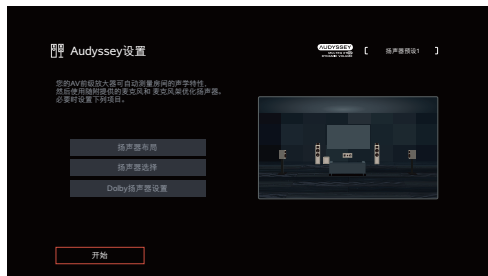 Audyssey设置
AUDYSSEY
MULTEQ XT32
DYNAMIC VOLUME
【 扬声器预设1 】
您的AV前级放大器可自动测量房间的声学特性,
然后使用随附提供的麦克风和 麦克风架优化扬声器。
必要时设置下列项目。
扬声器布局
扬声器选择
Dolby扬声器设置
开始